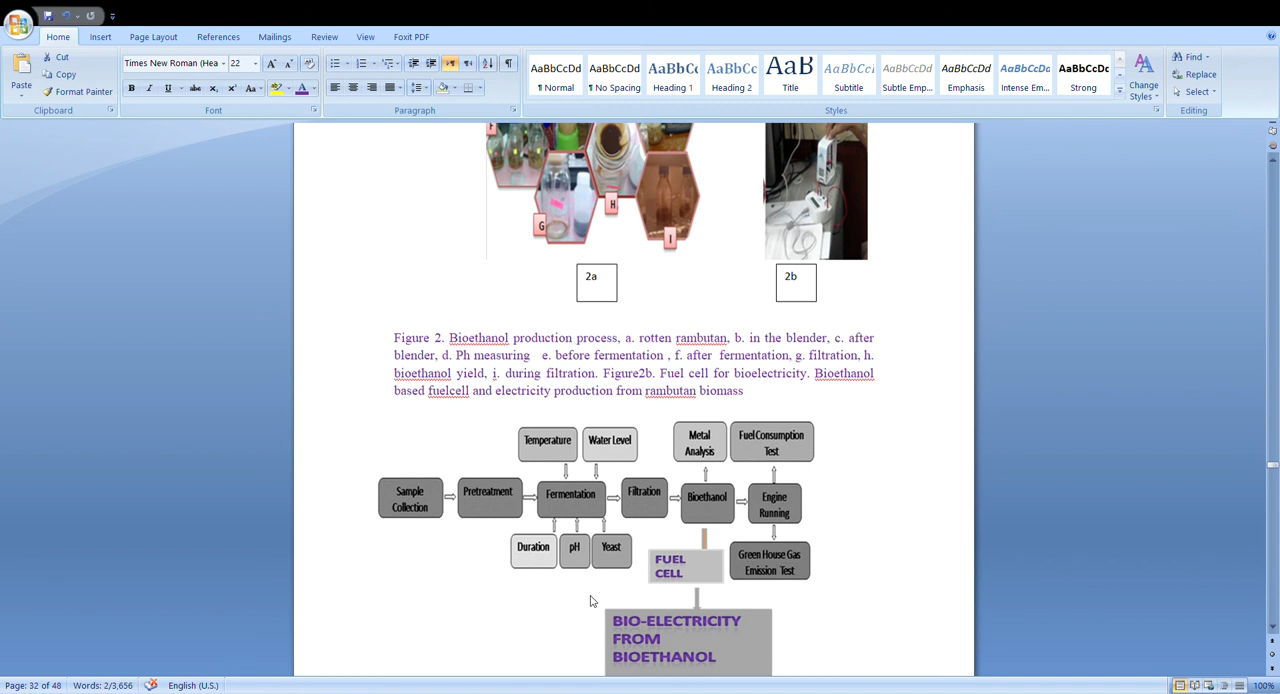 Home Insert Page Layout References Mailings Review View Foxit PDF
Paste
Cut
Copy
Format Painter
Clipboard
Times New Roman (Hea 22
Font
Paragraph
AaBbCcDd AaBbCcDd AaBbCc AaBbCc AaB AaBbCcI AaBbCcDd AaBbCcDd AaBbCcDd AaBbCcDc
¶ Normal ¶ No Spacing Heading 1 Heading 2 Title Subtitle Subtle Emp... Emphasis Intense Em... Strong
Change
Styles
Styles
Find
Replace
Select
Editing
F
G
H
I
2a
2b
Figure 2. Bioethanol production process, a. rotten rambutan, b. in the blender, c. after
blender, d. Ph measuring e. before fermentation , f. after fermentation, g. filtration, h.
bioethanol yield, i. during filtration. Figure2b. Fuel cell for bioelectricity. Bioethanol
based fuelcell and electricity production from rambutan biomass
Temperature
Water Level
Metal
Analysis
Fuel Consumption
Test
Sample
Collection
Pretreatment
Fermentation
Filtration
Bioethanol
Engine
Running
Duration
pH
Yeast
FUEL
CELL
Green House Gas
Emission Test
BIO-ELECTRICITY
FROM
BIOETHANOL
Page: 32 of 48 Words: 2/3,656 English (U.S.) 100%